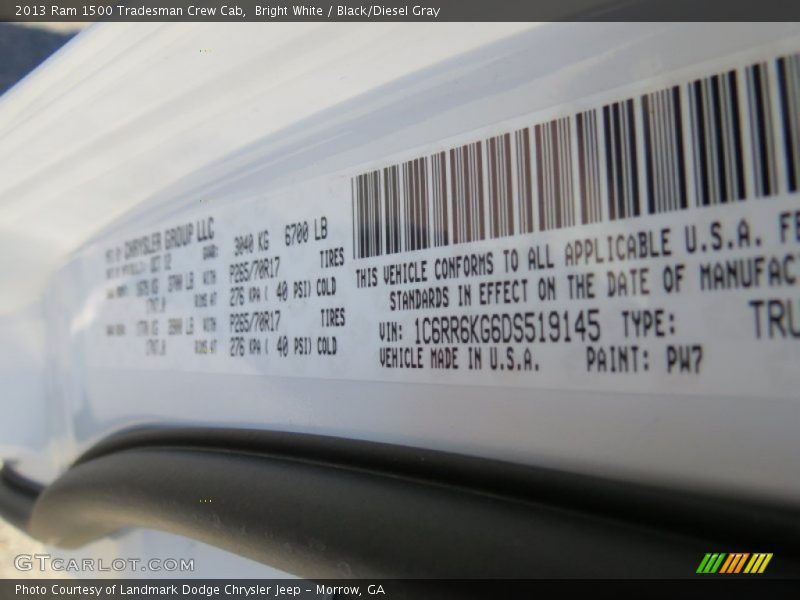 2013 Ram 1500 Tradesman Crew Cab, Bright White / Black/Diesel Gray
CHRYSLER GROUP LLC
3040 KG 6700 LB
TIRES
P265/70R17
276 KPA ( 40 PSI) COLD
TIRES
P265/70R17
276 KPA ( 40 PSI) COLD
THIS VEHICLE CONFORMS TO ALL APPLICABLE U.S.A. FE
STANDARDS IN EFFECT ON THE DATE OF MANUFAC
VIN: 1C6RR6KG6DS519145 TYPE: TRU
VEHICLE MADE IN U.S.A. PAINT: PW7
GTCARLOT.COM
Photo Courtesy of Landmark Dodge Chrysler Jeep - Morrow, GA